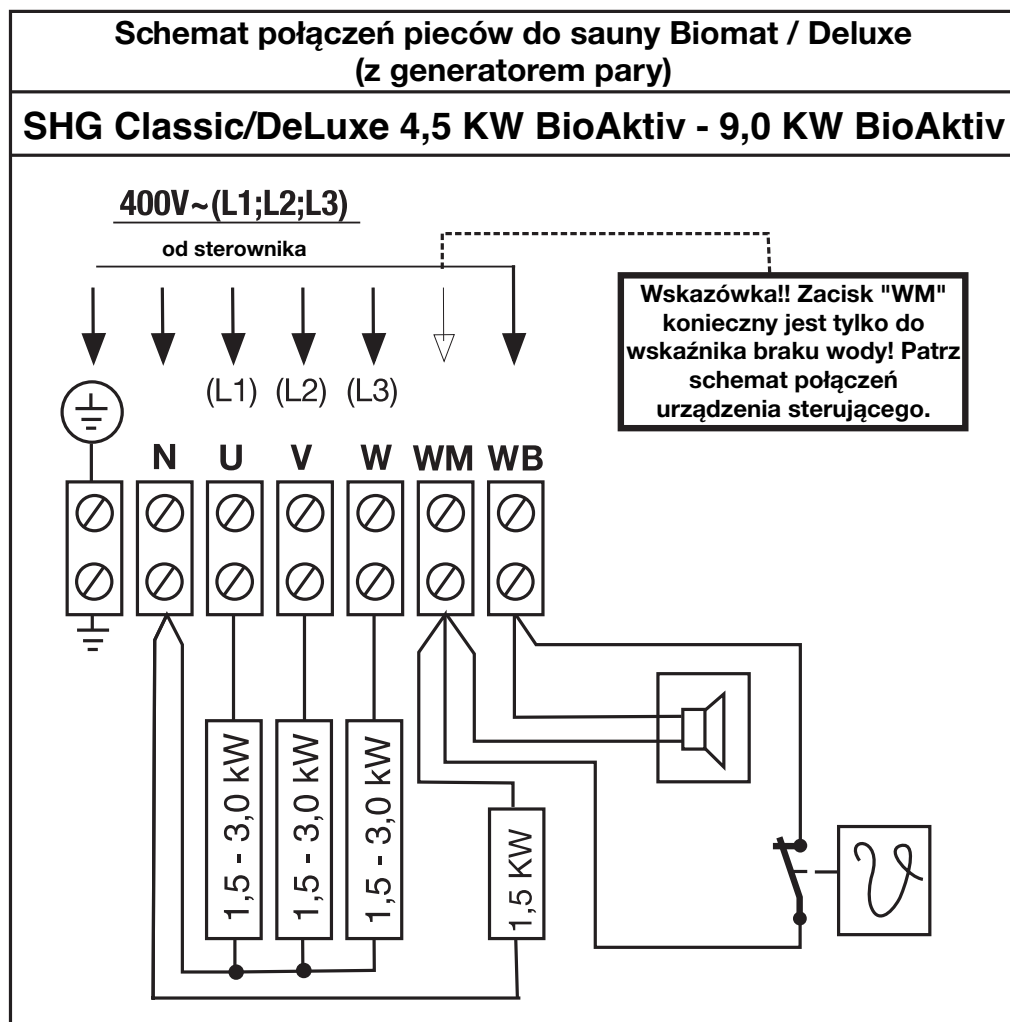 Schemat połączeń pieców do sauny Biomat / Deluxe
(z generatorem pary)
SHG Classic/DeLuxe 4,5 KW BioAktiv - 9,0 KW BioAktiv
400V~(L1;L2;L3)
od sterownika
Wskazówka!! Zacisk "WM"
konieczny jest tylko do
wskaźnika braku wody! Patrz
schemat połączeń
urządzenia sterującego.
(L1) (L2) (L3)
N U V W WM WB
1,5 - 3,0 kW
1,5 - 3,0 kW
1,5 - 3,0 kW
1,5 KW
ϑ